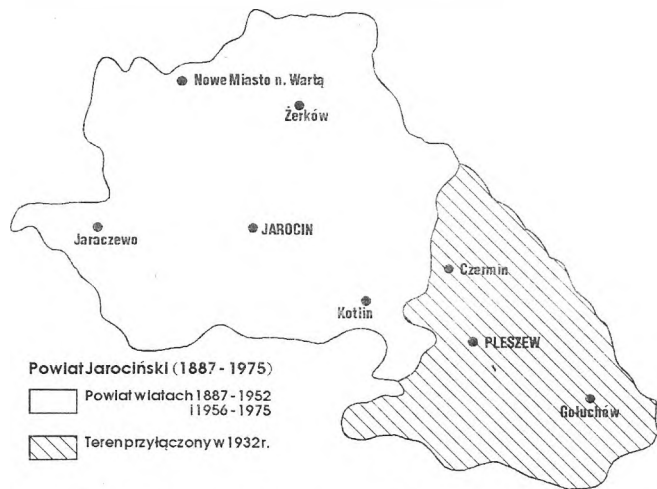 Nowe Miasto n. Wartą
Żerków
Jaraczewo
JAROCIN
Czermin
Kotlin
PLESZEW
Gołuchów
Powiat Jarociński (1887 - 1975)
Powiat w latach 1887 - 1952
i 1956 - 1975
Teren przyłączony w 1932 r.